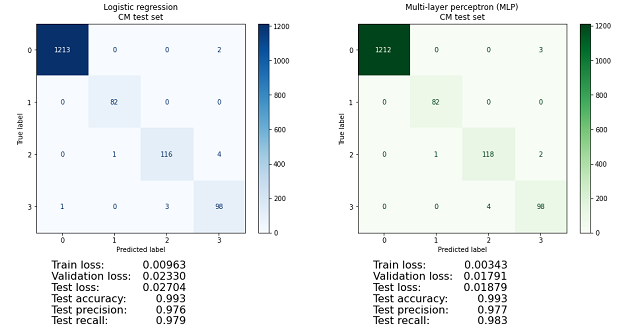 Logistic regression
CM test set
0 1213 0 0 2
1 0 82 0 0
2 0 1 116 4
3 1 0 3 98
0 1 2 3
True label
Predicted label
1200
1000
800
600
400
200
0
Train loss: 0.00963
Validation loss: 0.02330
Test loss: 0.02704
Test accuracy: 0.993
Test precision: 0.976
Test recall: 0.979
Multi-layer perceptron (MLP)
CM test set
0 1212 0 0 3
1 0 82 0 0
2 0 1 118 2
3 0 0 4 98
0 1 2 3
True label
Predicted label
1200
1000
800
600
400
200
0
Train loss: 0.00343
Validation loss: 0.01791
Test loss: 0.01879
Test accuracy: 0.993
Test precision: 0.977
Test recall: 0.983